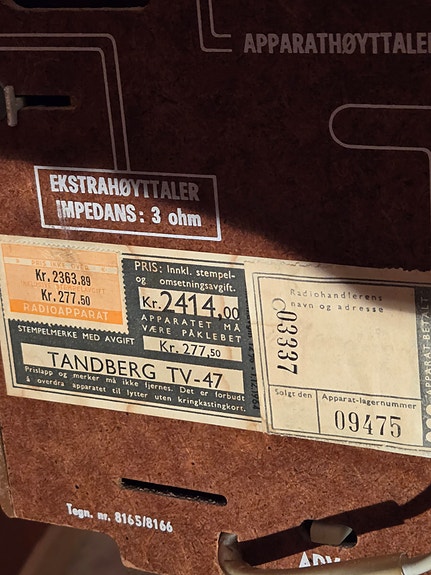 APPARATHØYTTALER
EKSTRAHØYTTALER
IMPEDANS: 3 ohm
Kr. 2363.89
Kr. 277.50
RADIOAPPARAT
STEMPELMERKE MED AVGIFT
PRIS: Innkl. stempel-
og omsetningsavgift.
Kr. 2414,00
APPARATET MÅ
VÆRE PÅKLEBET
Kr. 277,50
TANDBERG TV-47
Prislapp og merker må ikke fjernes. Det er forbudt
å overdra apparatet til lytter uten kringkastingkort.
Radiohandlerens
navn og adresse
03337
Solgt den
Apparat-lagernummer
09475
APPARAT BETALT
Tegn. nr. 8165/8166